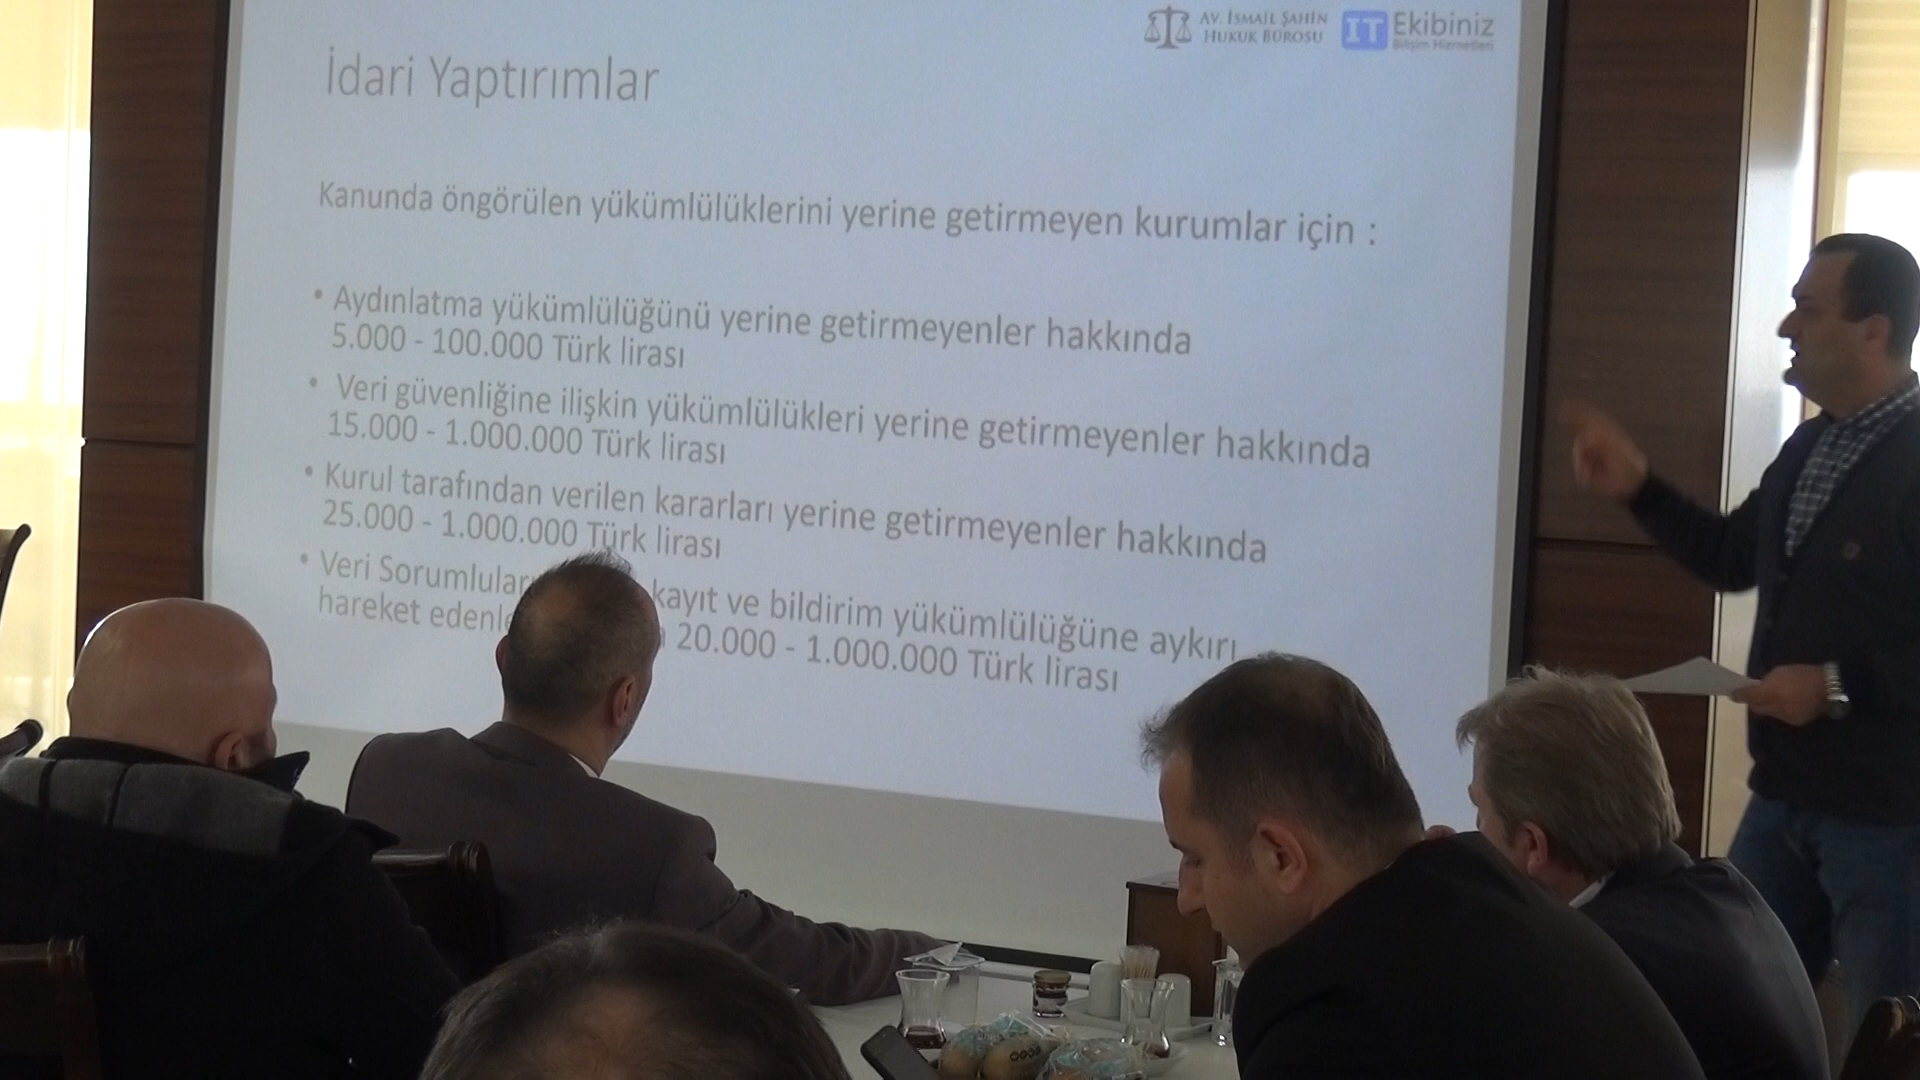 AV. İSMAİL ŞAHİN
HUKUK BÜROSU
IT Ekibiniz
Bilişim Hizmetleri
İdari Yaptırımlar
Kanunda öngörülen yükümlülüklerini yerine getirmeyen kurumlar için :
• Aydınlatma yükümlülüğünü yerine getirmeyenler hakkında
5.000 - 100.000 Türk lirası
• Veri güvenliğine ilişkin yükümlülükleri yerine getirmeyenler hakkında
15.000 - 1.000.000 Türk lirası
• Kurul tarafından verilen kararları yerine getirmeyenler hakkında
25.000 - 1.000.000 Türk lirası
• Veri kayıt ve bildirim yükümlülüğüne aykırı
hareket 20.000 - 1.000.000 Türk lirası